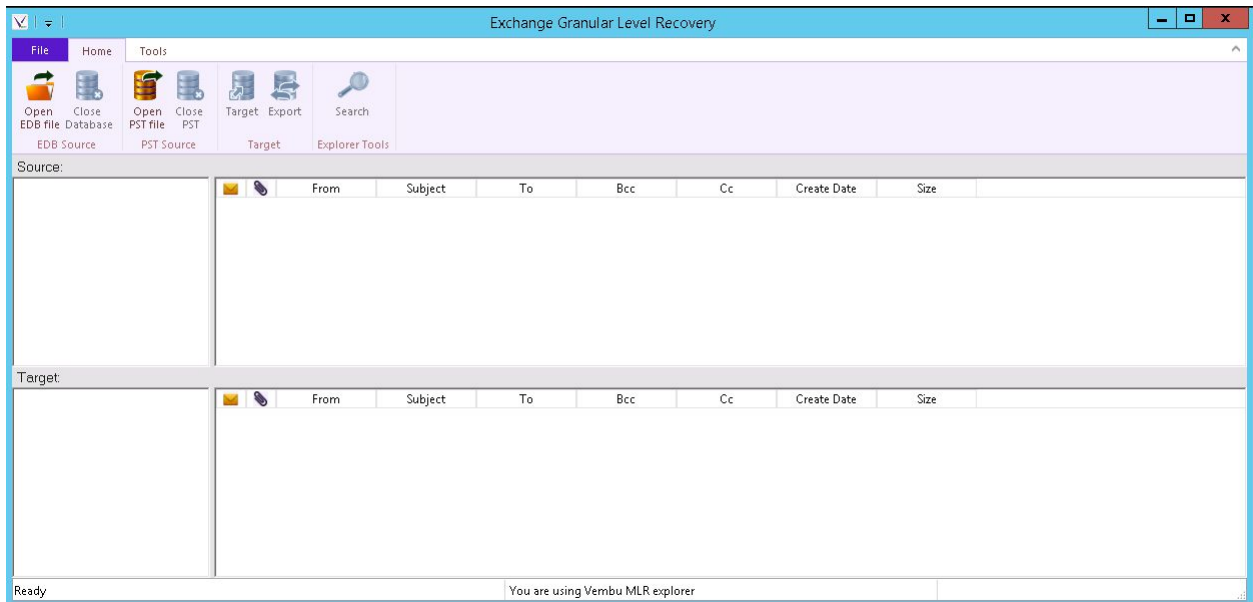 Exchange Granular Level Recovery
File Home Tools
Open EDB file
Close Database
Open PST file
Close PST
Target
Export
Search
EDB Source
PST Source
Target
Explorer Tools
Source:
From Subject To Bcc Cc Create Date Size
Target:
From Subject To Bcc Cc Create Date Size
Ready
You are using Vembu MLR explorer